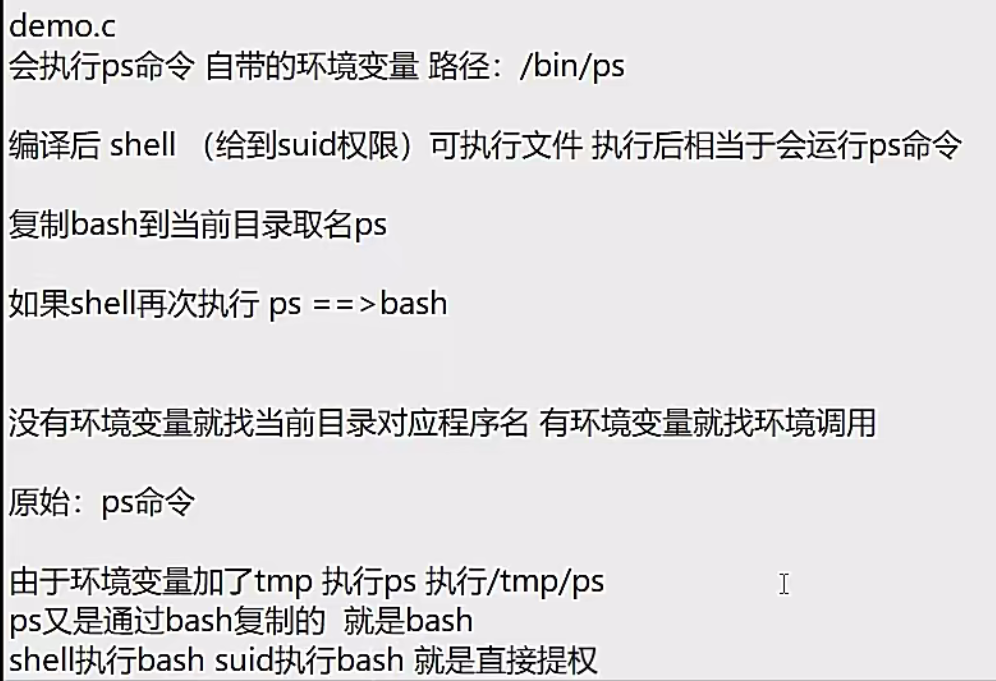 demo.c
会执行ps命令 自带的环境变量 路径：/bin/ps
编译后 shell （给到suid权限）可执行文件 执行后相当于会运行ps命令
复制bash到当前目录取名ps
如果shell再次执行 ps ==>bash
没有环境变量就找当前目录对应程序名 有环境变量就找环境调用
原始：ps命令
由于环境变量加了tmp 执行ps 执行/tmp/ps
ps又是通过bash复制的 就是bash
shell执行bash suid执行bash 就是直接提权